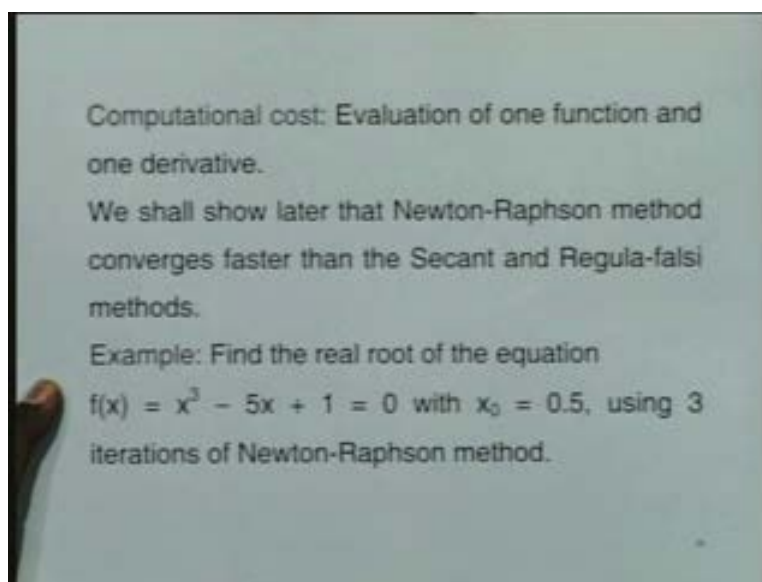 Computational cost: Evaluation of one function and
one derivative.
We shall show later that Newton-Raphson method
converges faster than the Secant and Regula-falsi
methods.
Example: Find the real root of the equation
f(x) = x³ - 5x + 1 = 0 with x₀ = 0.5, using 3
iterations of Newton-Raphson method.